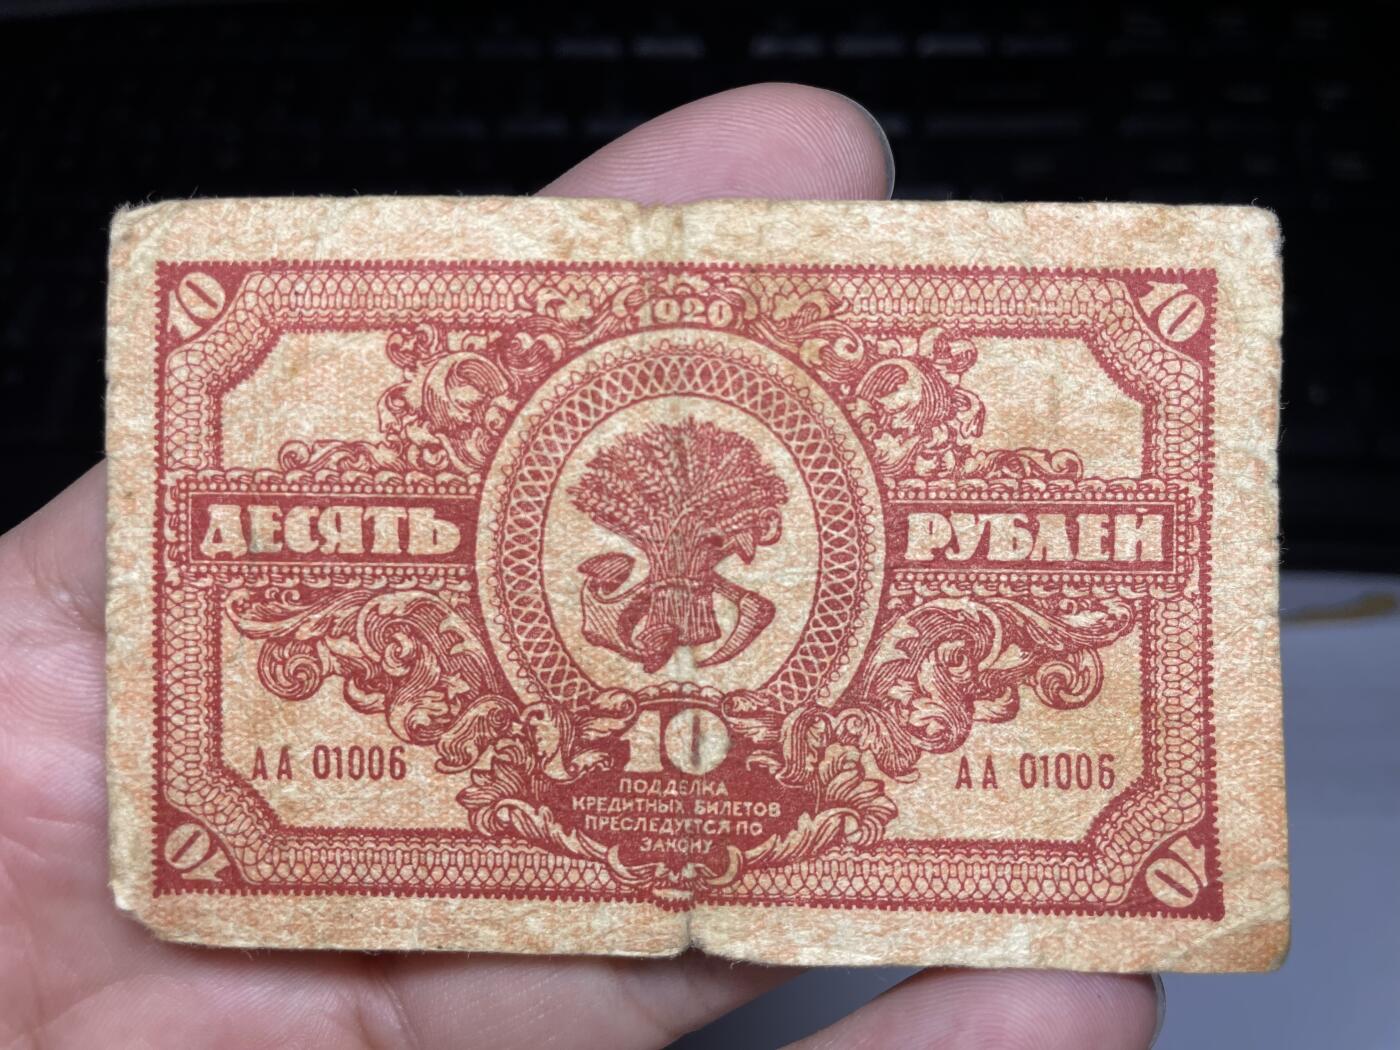 10 1920 10
ДЕСЯТЬ РУБЛЕЙ
10
АА 01006 АА 01006
ПОДДЕЛКА
КРЕДИТНЫХ БИЛЕТОВ
ПРЕСЛЕДУЕТСЯ ПО
ЗАКОНУ
10 10